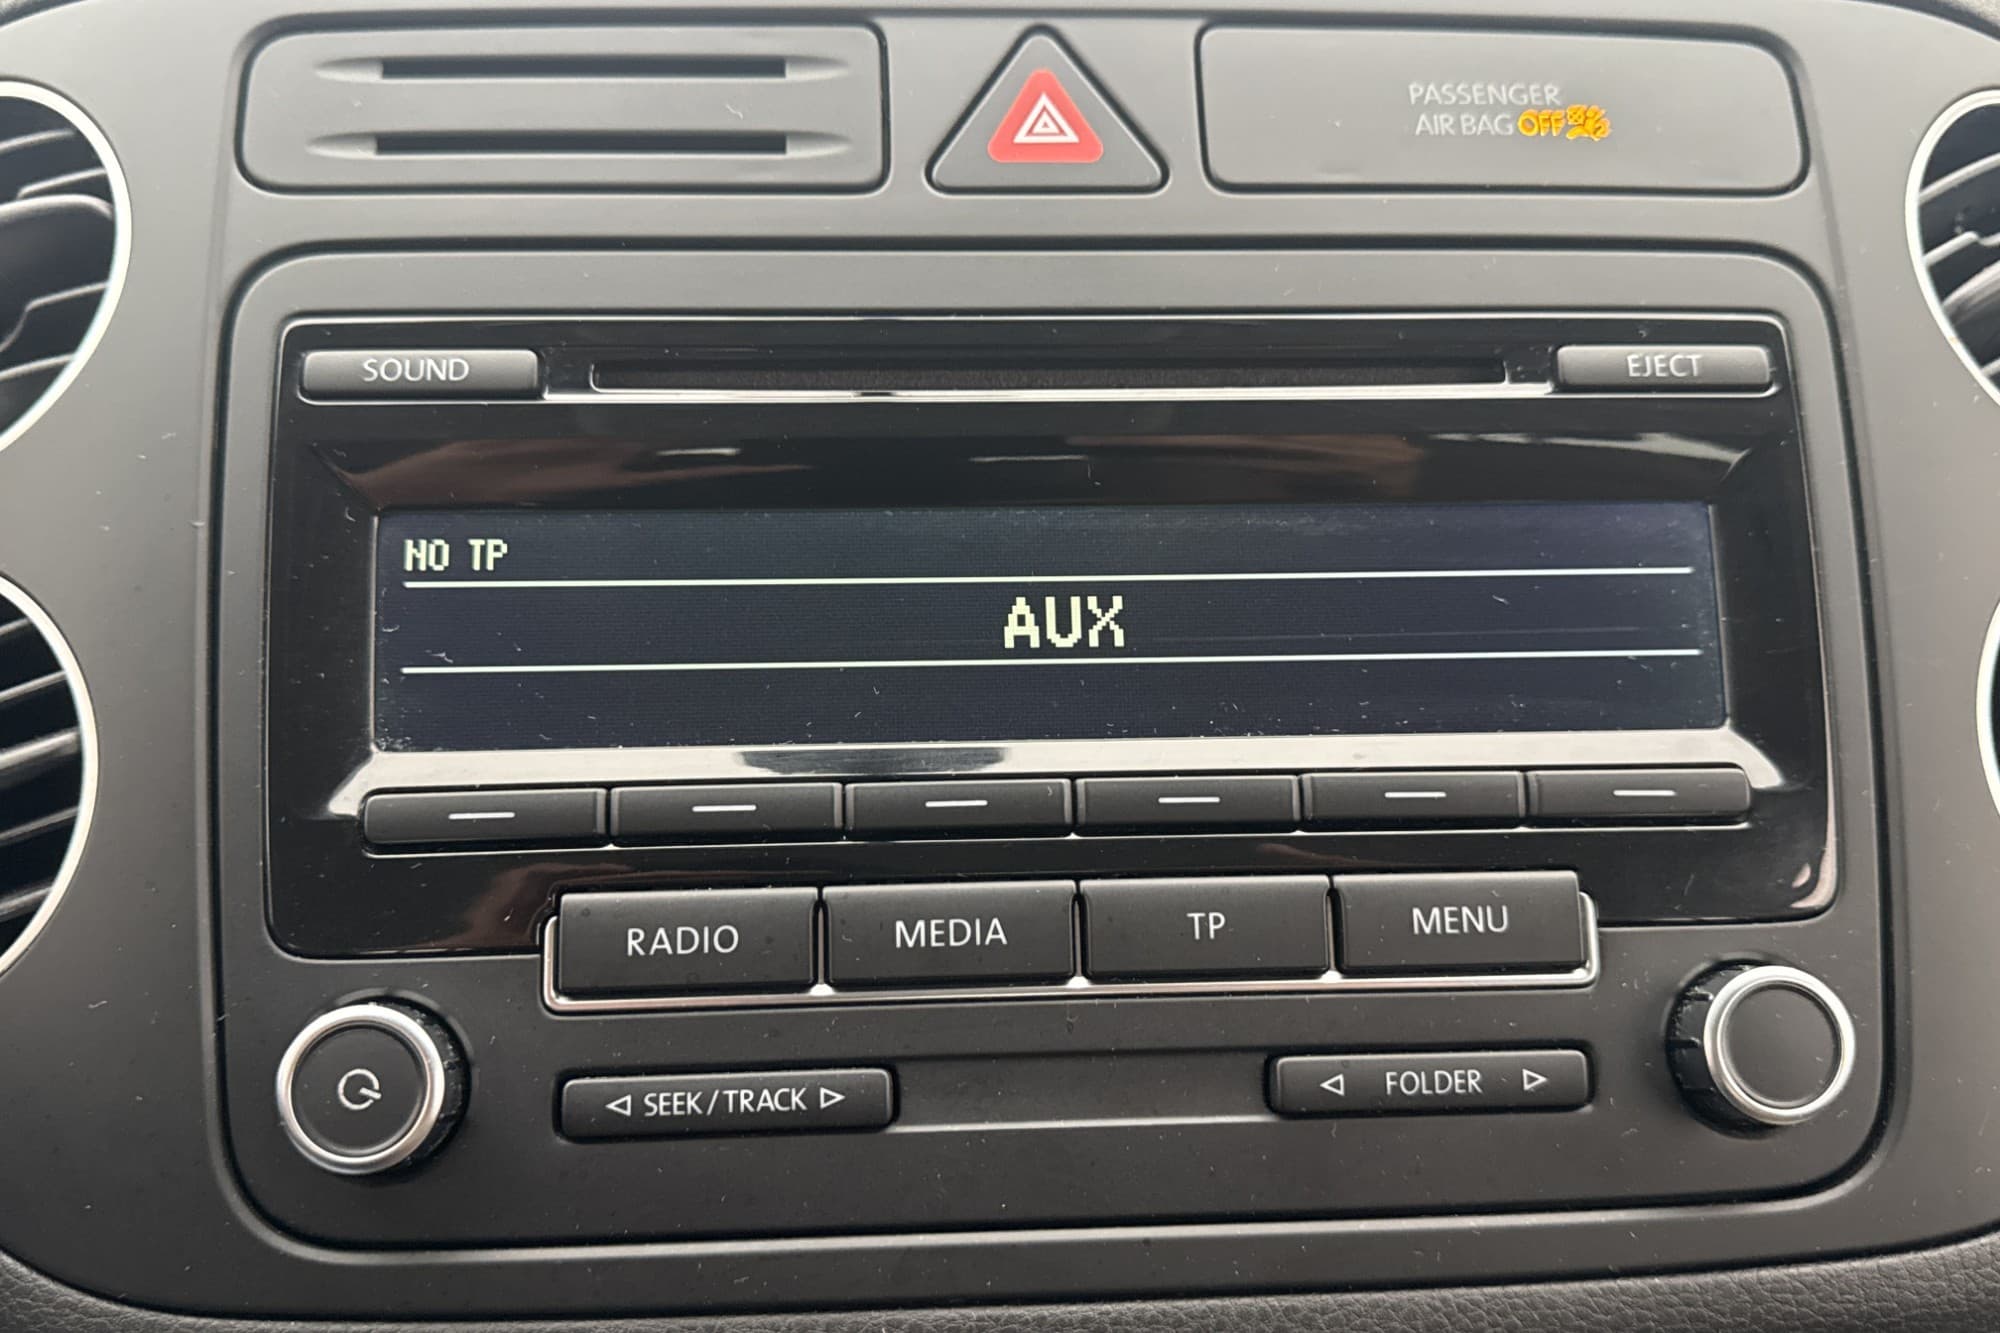 PASSENGER
AIR BAG OFF
SOUND
EJECT
NO TP
AUX
RADIO
MEDIA
TP
MENU
SEEK/TRACK
FOLDER